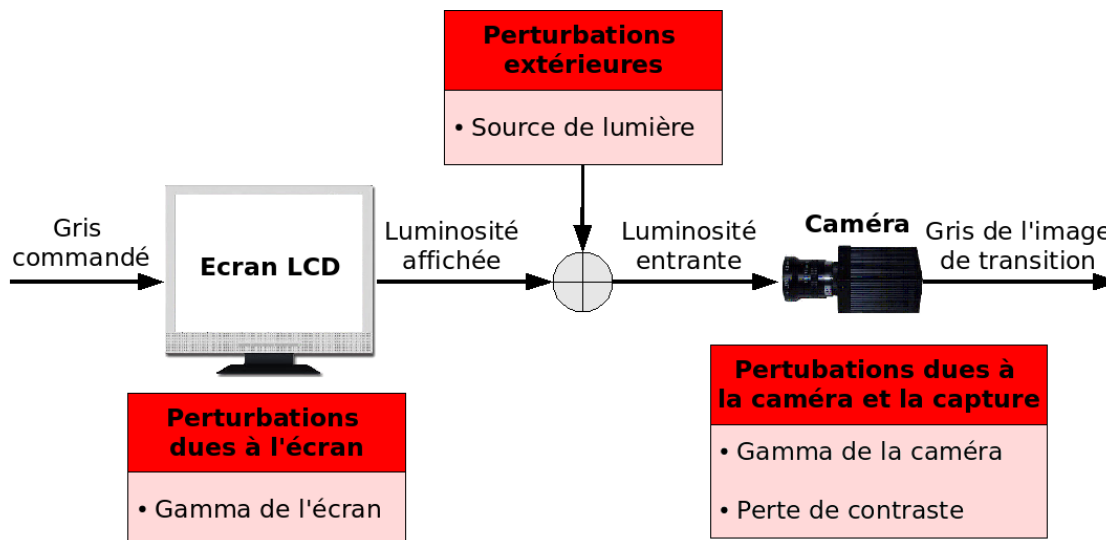 Perturbations
extérieures
• Source de lumière
Gris
commandé
Ecran LCD
Luminosité
affichée
Luminosité
entrante
Caméra
Gris de l'image
de transition
Perturbations
dues à l'écran
• Gamma de l'écran
Pertubations dues à
la caméra et la capture
• Gamma de la caméra
• Perte de contraste